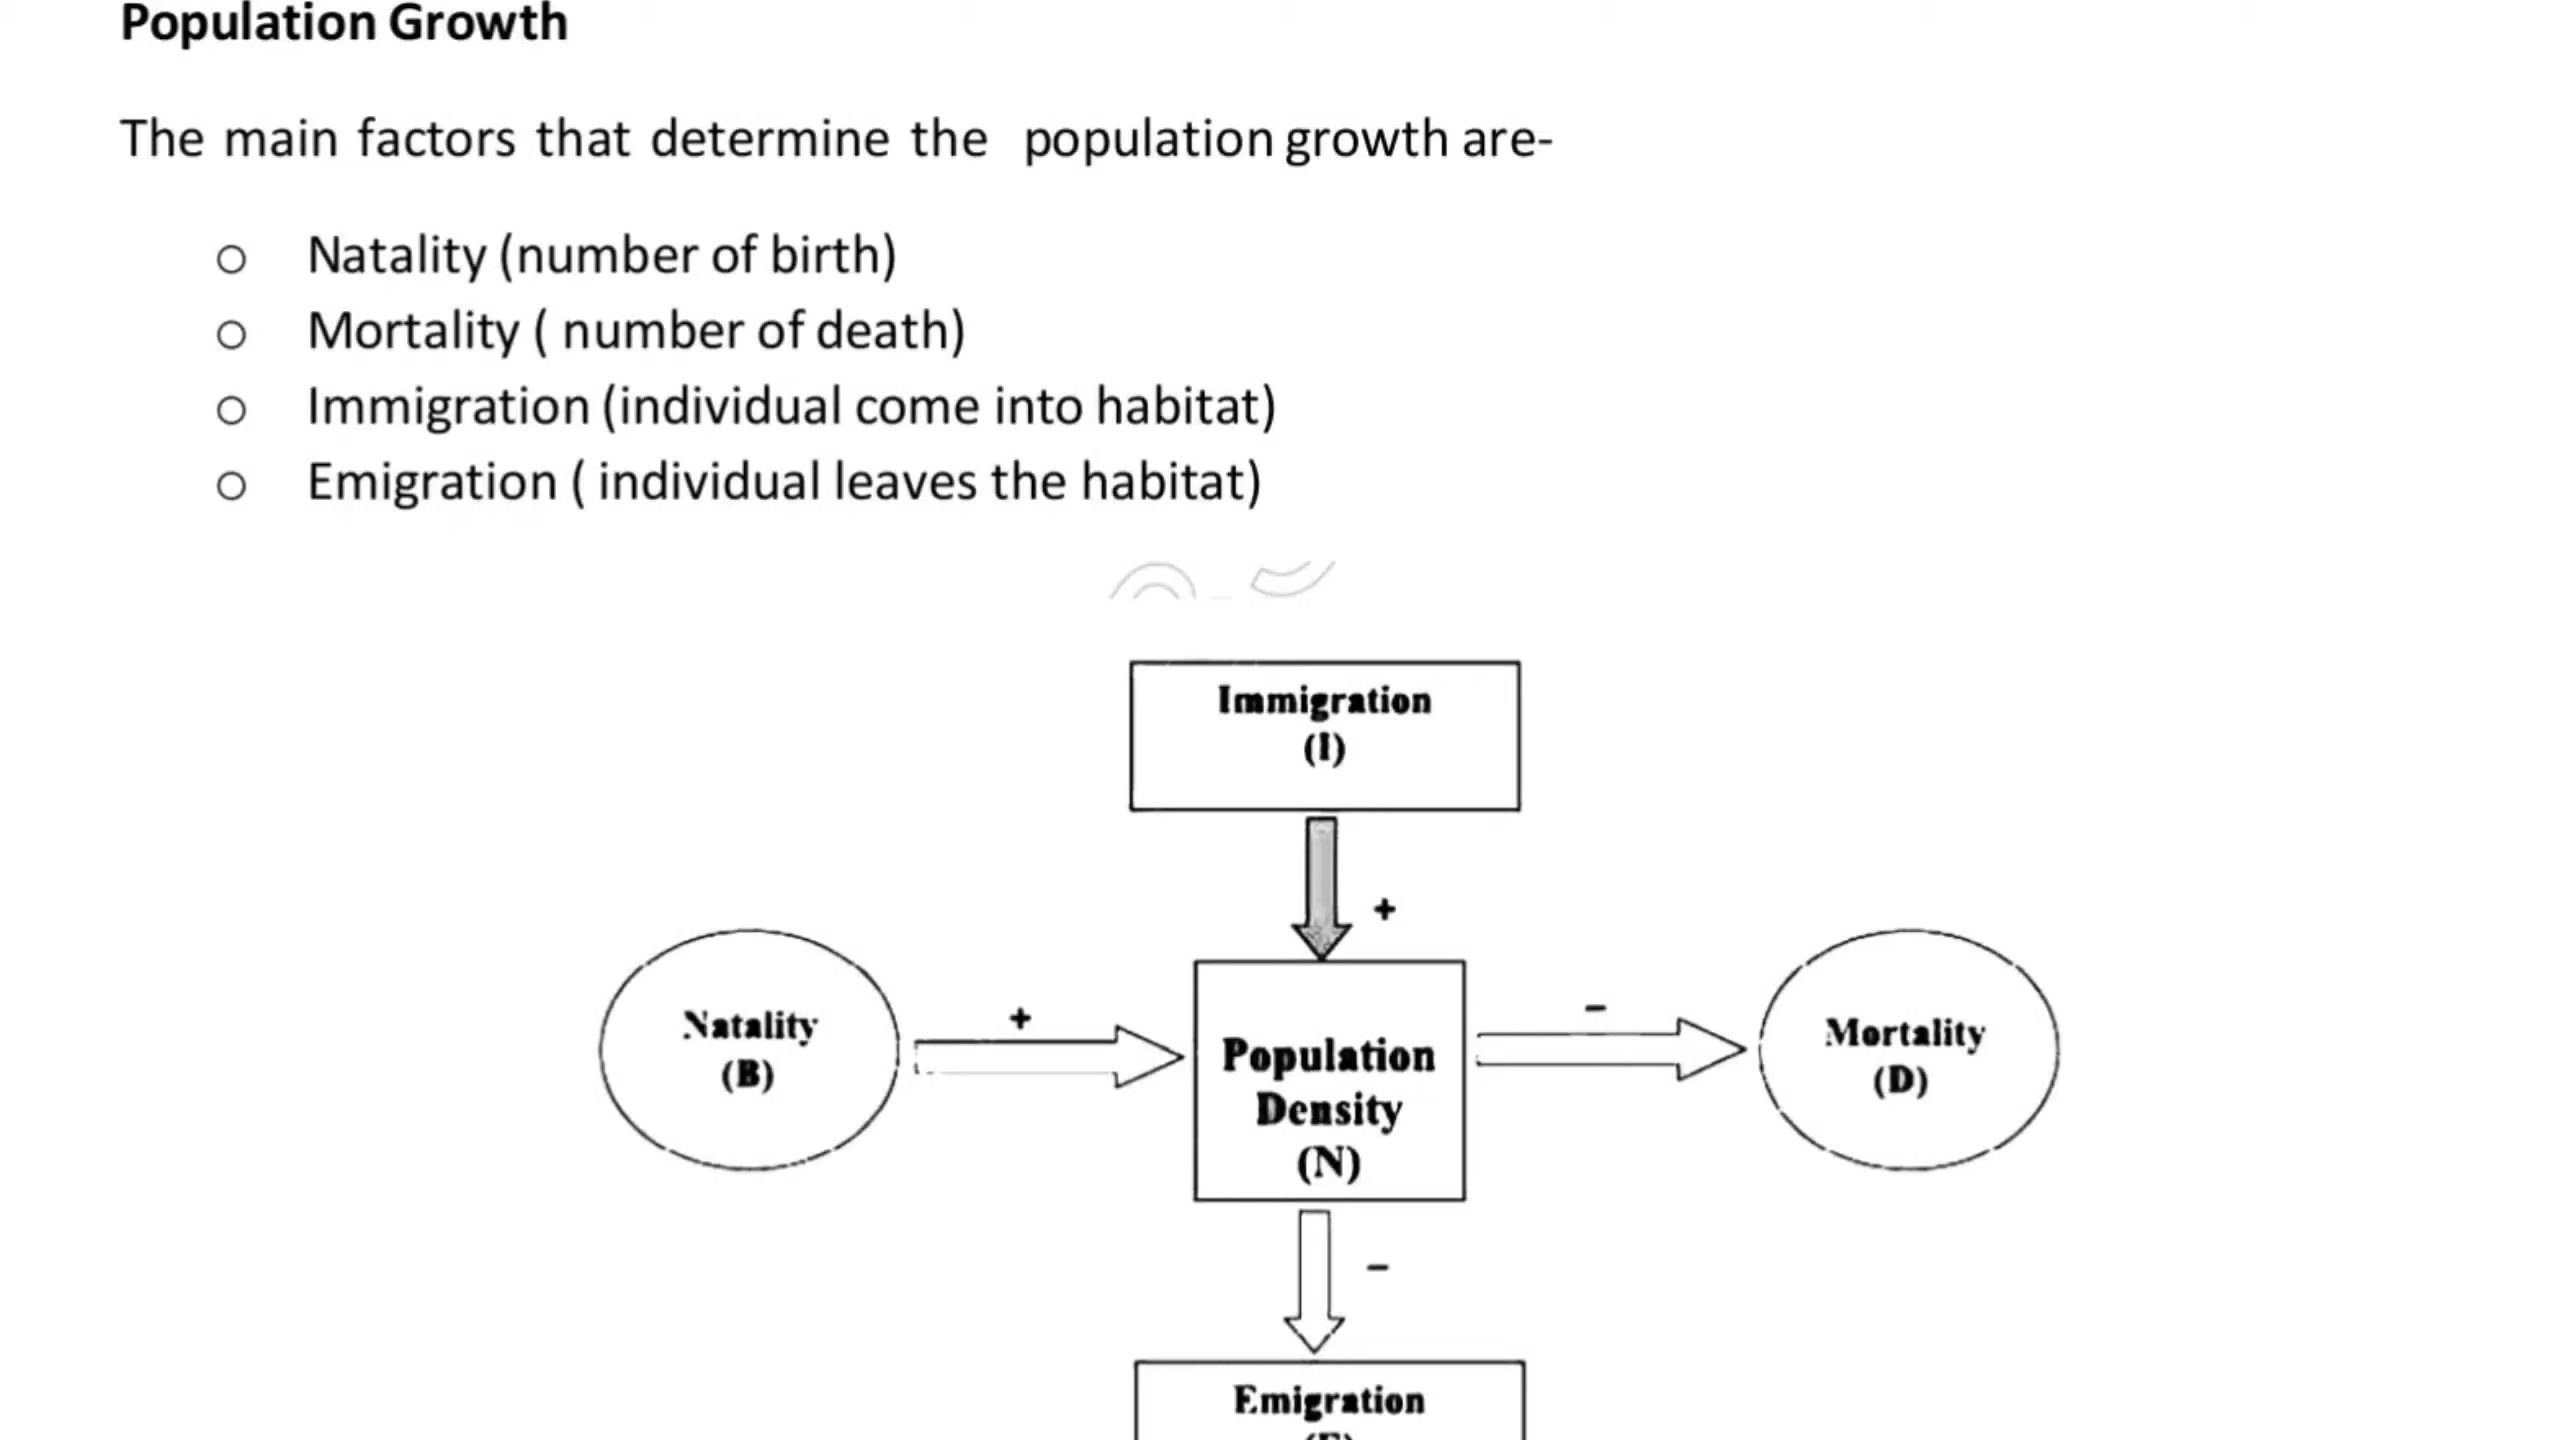 Population Growth
The main factors that determine the population growth are-
○ Natality (number of birth)
○ Mortality ( number of death)
○ Immigration (individual come into habitat)
○ Emigration ( individual leaves the habitat)
Immigration
(I)
+
Natality
(B)
+
Population
Density
(N)
-
Mortality
(D)
-
Emigration